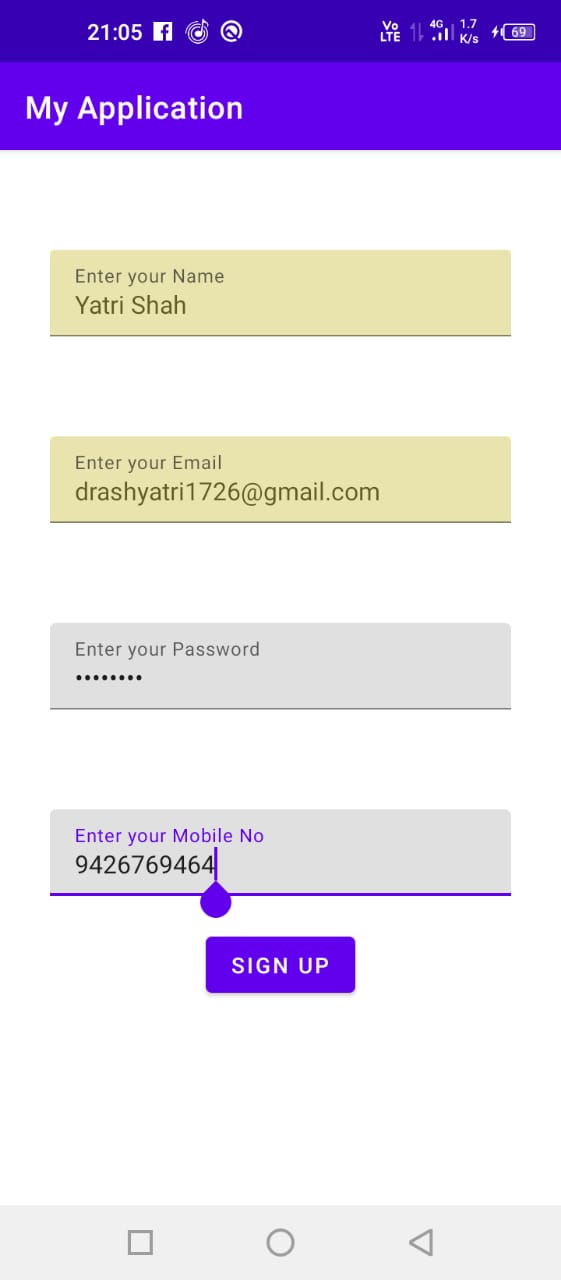 21:05 Vo LTE 4G 1.7 K/s 69
My Application
Enter your Name
Yatri Shah
Enter your Email
drashyatri1726@gmail.com
Enter your Password
••••••••
Enter your Mobile No
9426769464
SIGN UP